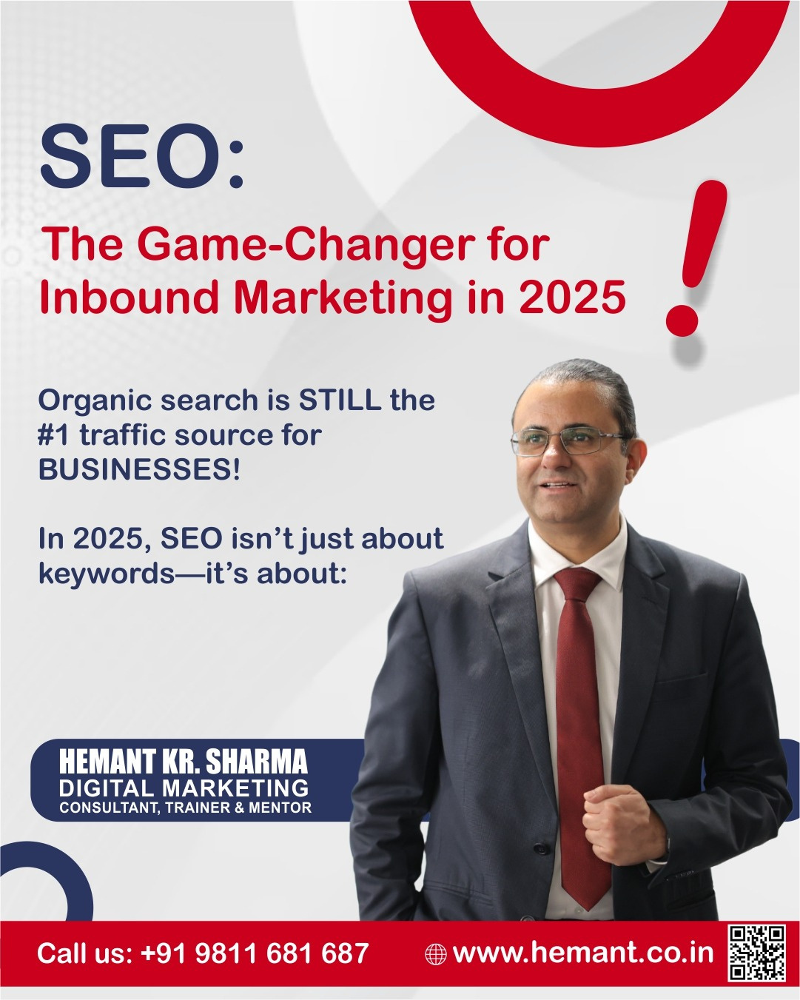 SEO:
The Game-Changer for
Inbound Marketing in 2025
!
Organic search is STILL the
#1 traffic source for
BUSINESSES!
In 2025, SEO isn’t just about
keywords—it’s about:
HEMANT KR. SHARMA
DIGITAL MARKETING
CONSULTANT, TRAINER & MENTOR
Call us: +91 9811 681 687
www.hemant.co.in